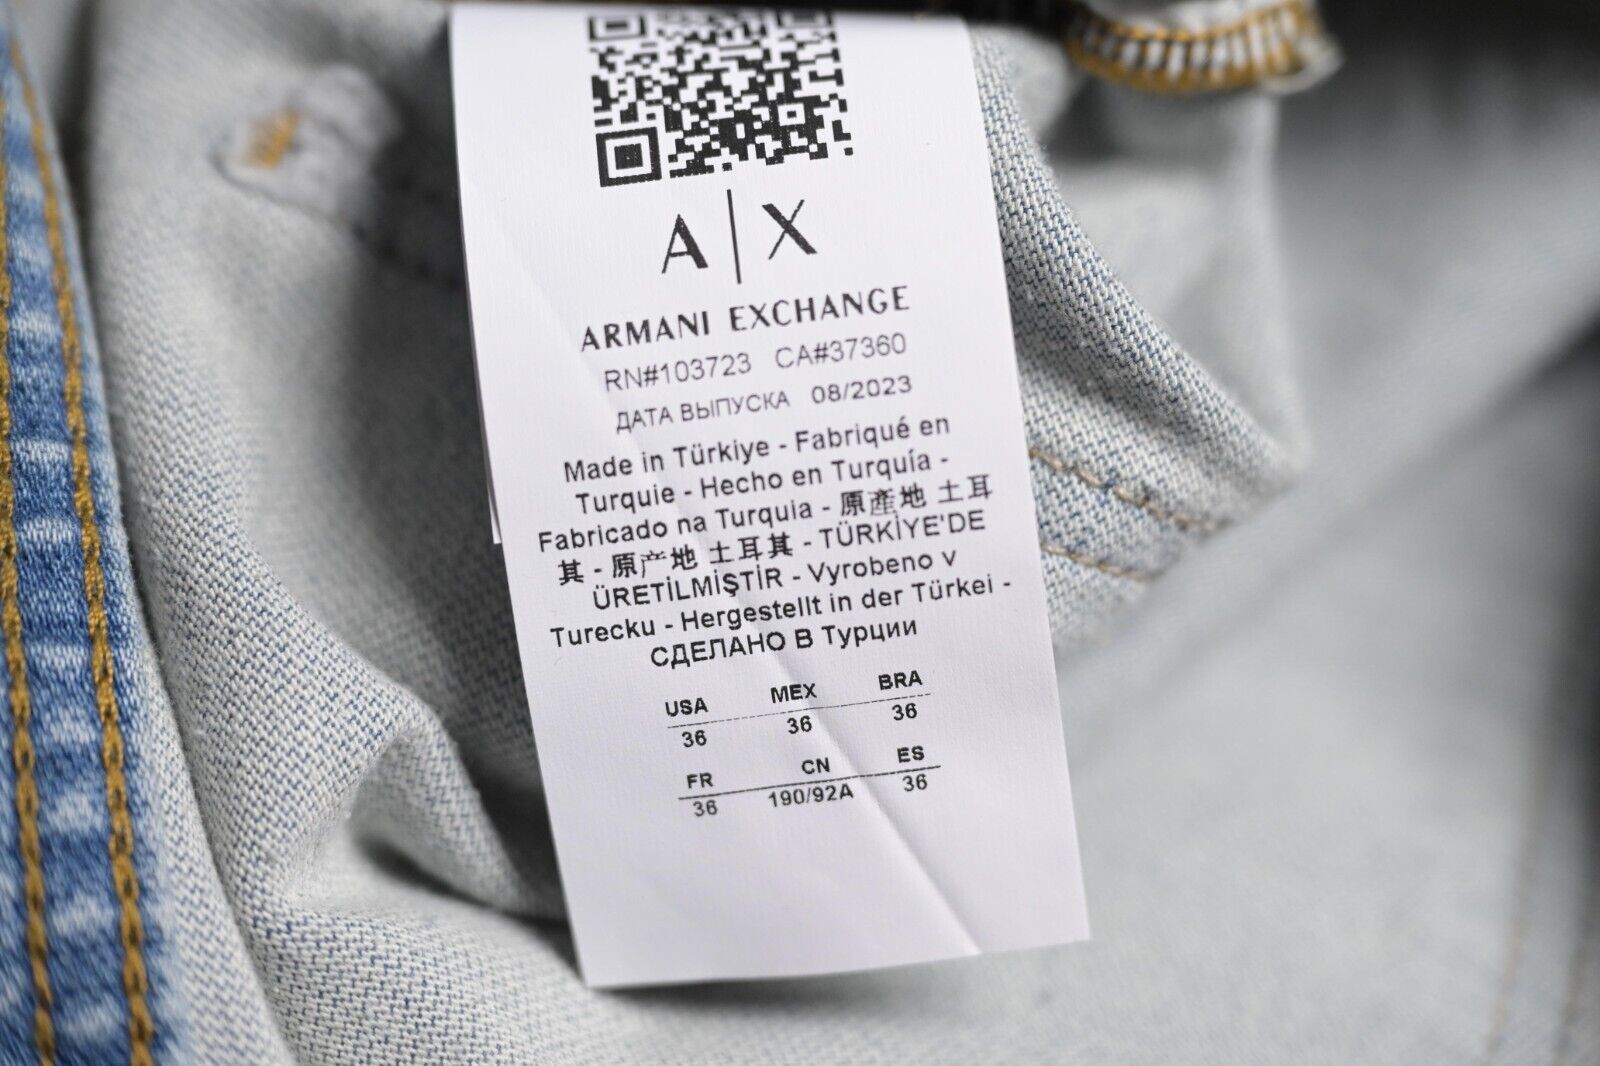 A|X
ARMANI EXCHANGE
RN#103723 CA#37360
ДАТА ВЫПУСКА 08/2023
Made in Türkiye - Fabriqué en
Turquie - Hecho en Turquía -
Fabricado na Turquia - 原產地 土耳
其 - 原产地 土耳其 - TÜRKİYE'DE
ÜRETİLMİŞTİR - Vyrobeno v
Turecku - Hergestellt in der Türkei -
СДЕЛАНО В Турции
USA MEX BRA
36 36 36
FR CN ES
36 190/92A 36